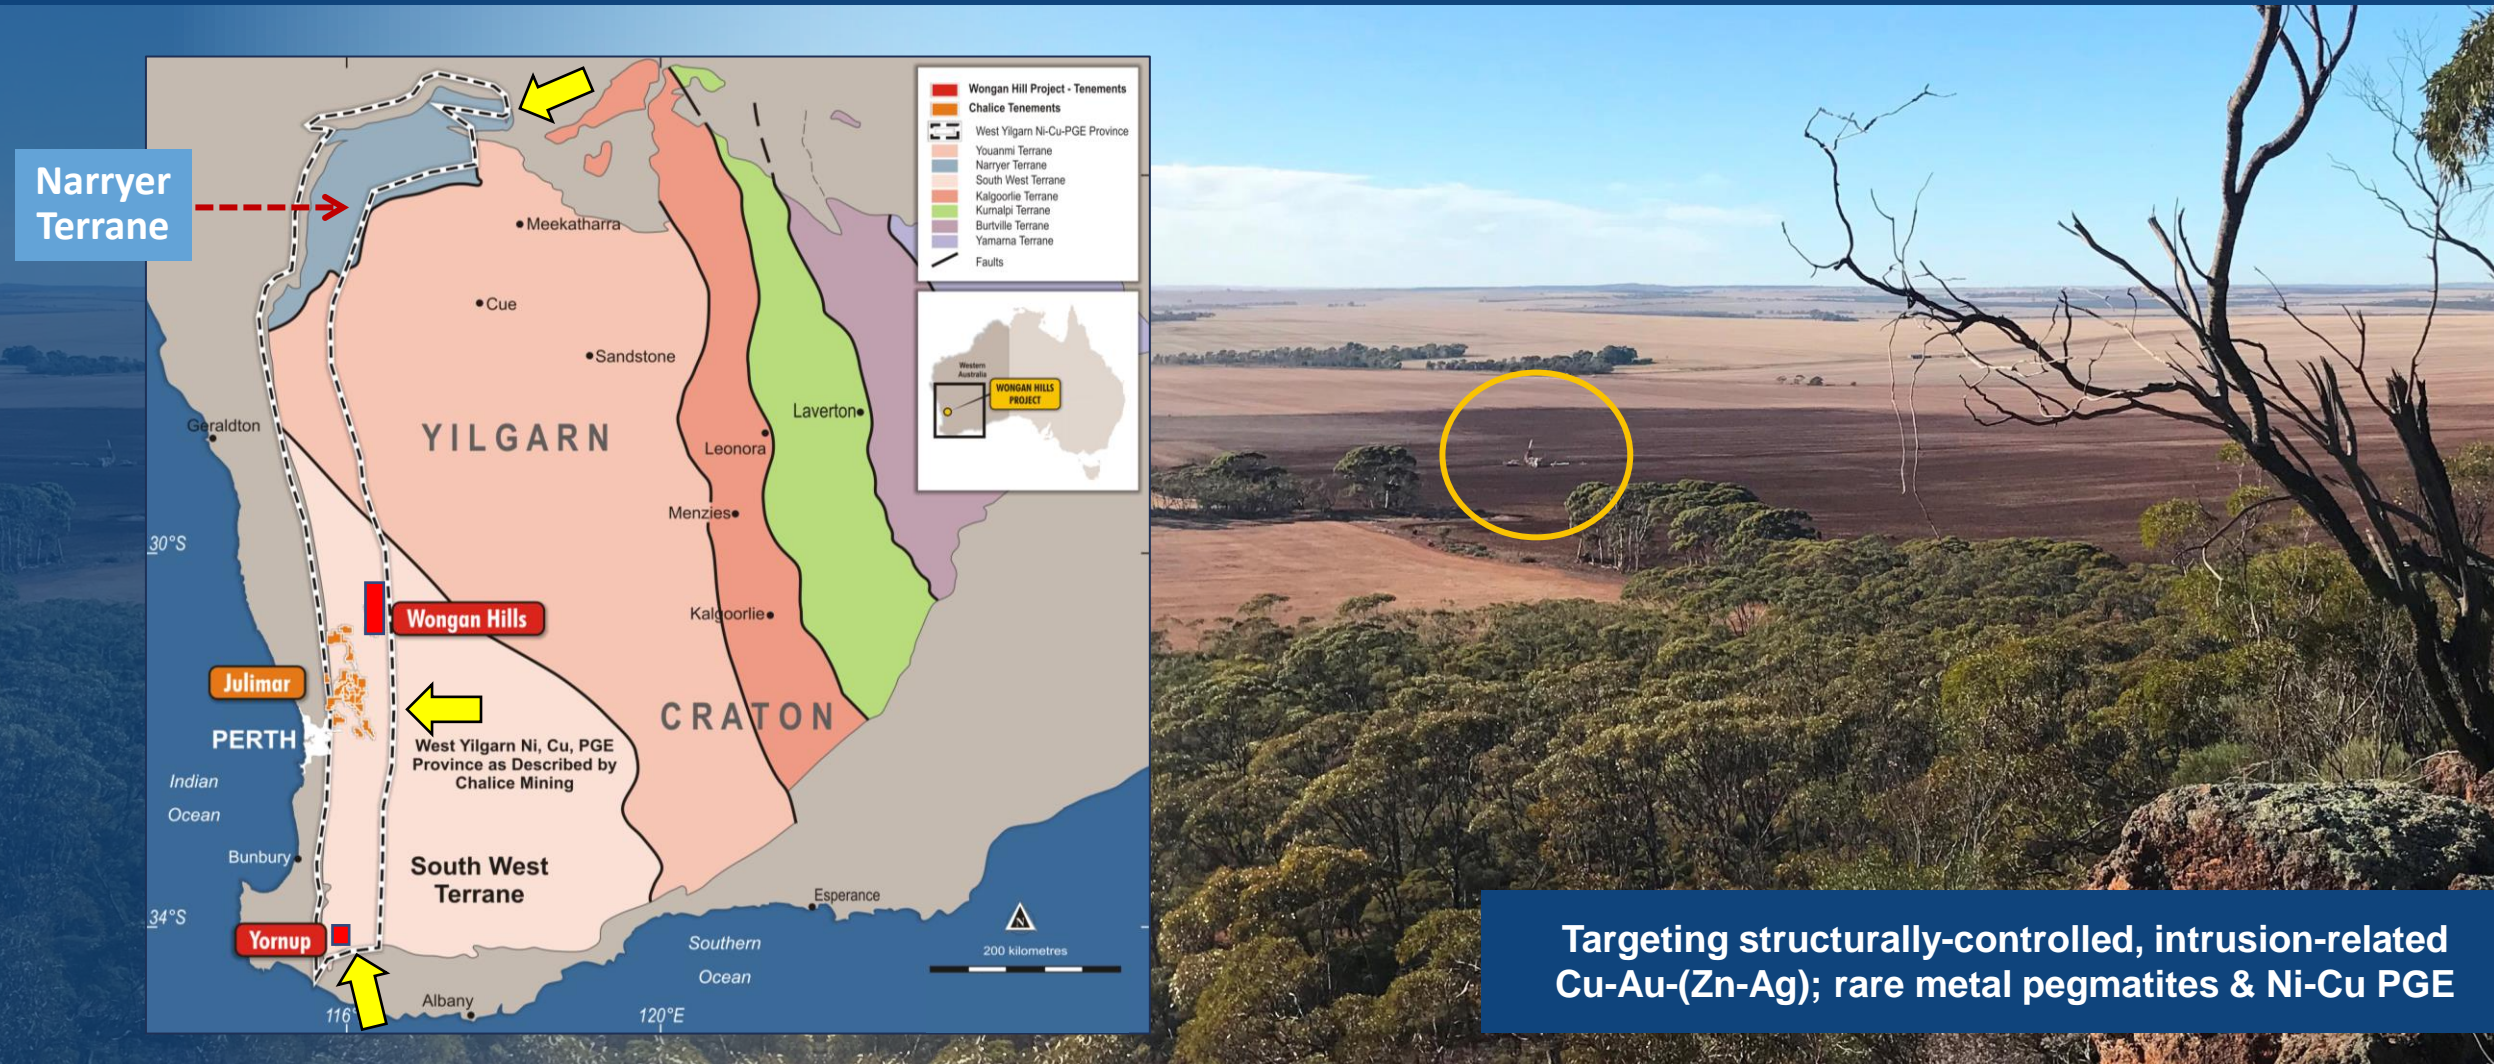 Narryer
Terrane
Wongan Hill Project - Tenements
Chalice Tenements
West Yilgarn Ni-Cu-PGE Province
Youanmi Terrane
Narryer Terrane
South West Terrane
Kalgoorlie Terrane
Kurnalpi Terrane
Burtville Terrane
Yamarna Terrane
Faults
Western
Australia
WONGAN HILLS
PROJECT
Meekatharra
Cue
Sandstone
Geraldton
YILGARN
Laverton
Leonora
Menzies
30°S
Wongan Hills
Kalgoorlie
Julimar
PERTH
CRATON
West Yilgarn Ni, Cu, PGE
Province as Described by
Chalice Mining
Indian
Ocean
Bunbury
South West
Terrane
Esperance
34°S
Yornup
Southern
Ocean
N
200 kilometres
Albany
116°
120°E
Targeting structurally-controlled, intrusion-related
Cu-Au-(Zn-Ag); rare metal pegmatites & Ni-Cu PGE